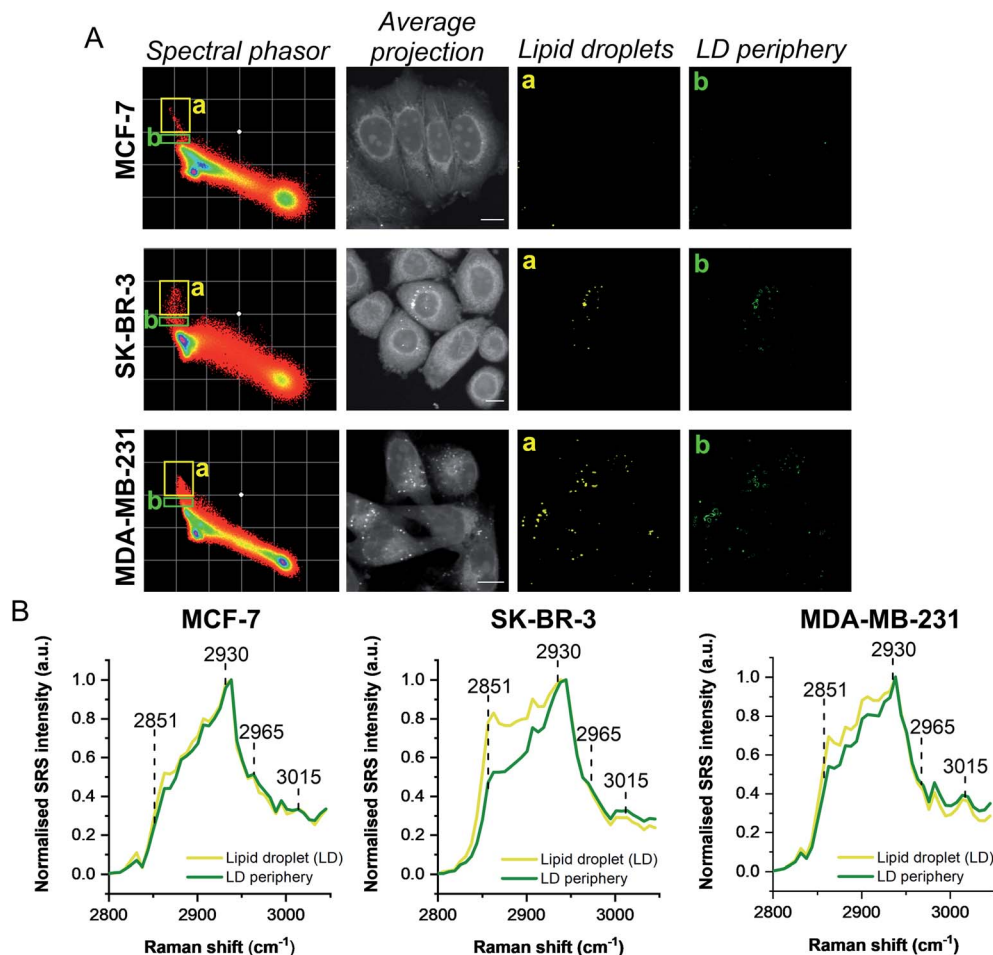 A
Spectral phasor
Average
projection
Lipid droplets
LD periphery
MCF-7
a
b
a
b
SK-BR-3
a
b
a
b
MDA-MB-231
a
b
a
b
B
MCF-7
SK-BR-3
MDA-MB-231
Normalised SRS intensity (a.u.)
1.0
0.8
0.6
0.4
0.2
0.0
2851
2930
2965
3015
Lipid droplet (LD)
LD periphery
2800
2900
3000
Raman shift (cm⁻¹)
Normalised SRS intensity (a.u.)
1.0
0.8
0.6
0.4
0.2
0.0
2851
2930
2965
3015
Lipid droplet (LD)
LD periphery
2800
2900
3000
Raman shift (cm⁻¹)
Normalised SRS intensity (a.u.)
1.0
0.8
0.6
0.4
0.2
0.0
2851
2930
2965
3015
Lipid droplet (LD)
LD periphery
2800
2900
3000
Raman shift (cm⁻¹)